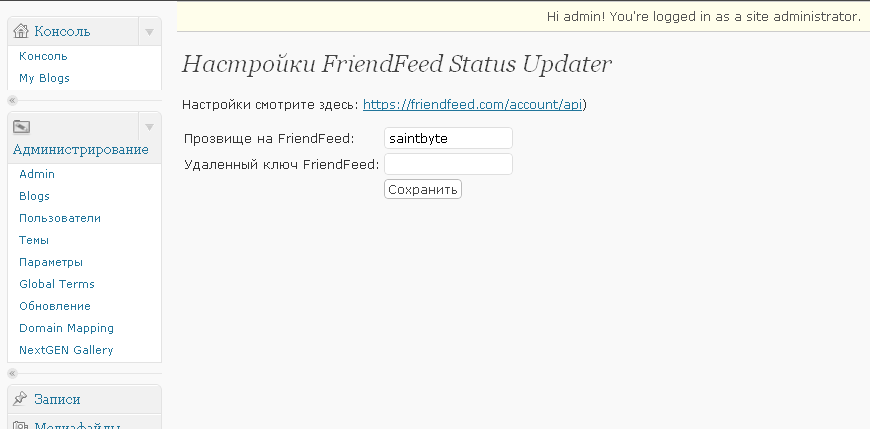 Hi admin! You're logged in as a site administrator.
Консоль
Консоль
My Blogs
Администрирование
Admin
Blogs
Пользователи
Темы
Параметры
Global Terms
Обновление
Domain Mapping
NextGEN Gallery
Записи
Медиафайлы
Настройки FriendFeed Status Updater
Настройки смотрите здесь: https://friendfeed.com/account/api)
Прозвище на FriendFeed: saintbyte
Удаленный ключ FriendFeed:
Сохранить